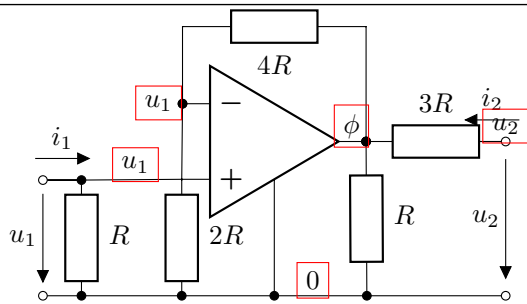 4R
u₁ − ϕ 3R i₂
u₂
i₁ u₁ +
u₁ R 2R R u₂
0